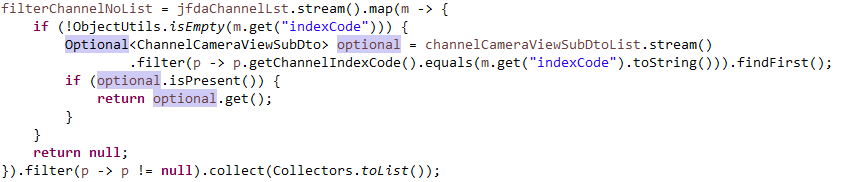 filterChannelNoList = jfdaChannelLst.stream().map(m -> {
    if (!ObjectUtils.isEmpty(m.get("indexCode"))) {
        Optional<ChannelCameraViewSubDto> optional = channelCameraViewSubDtoList.stream()
                .filter(p -> p.getChannelIndexCode().equals(m.get("indexCode").toString())).findFirst();
        if (optional.isPresent()) {
            return optional.get();
        }
    }
    return null;
}).filter(p -> p != null).collect(Collectors.toList());